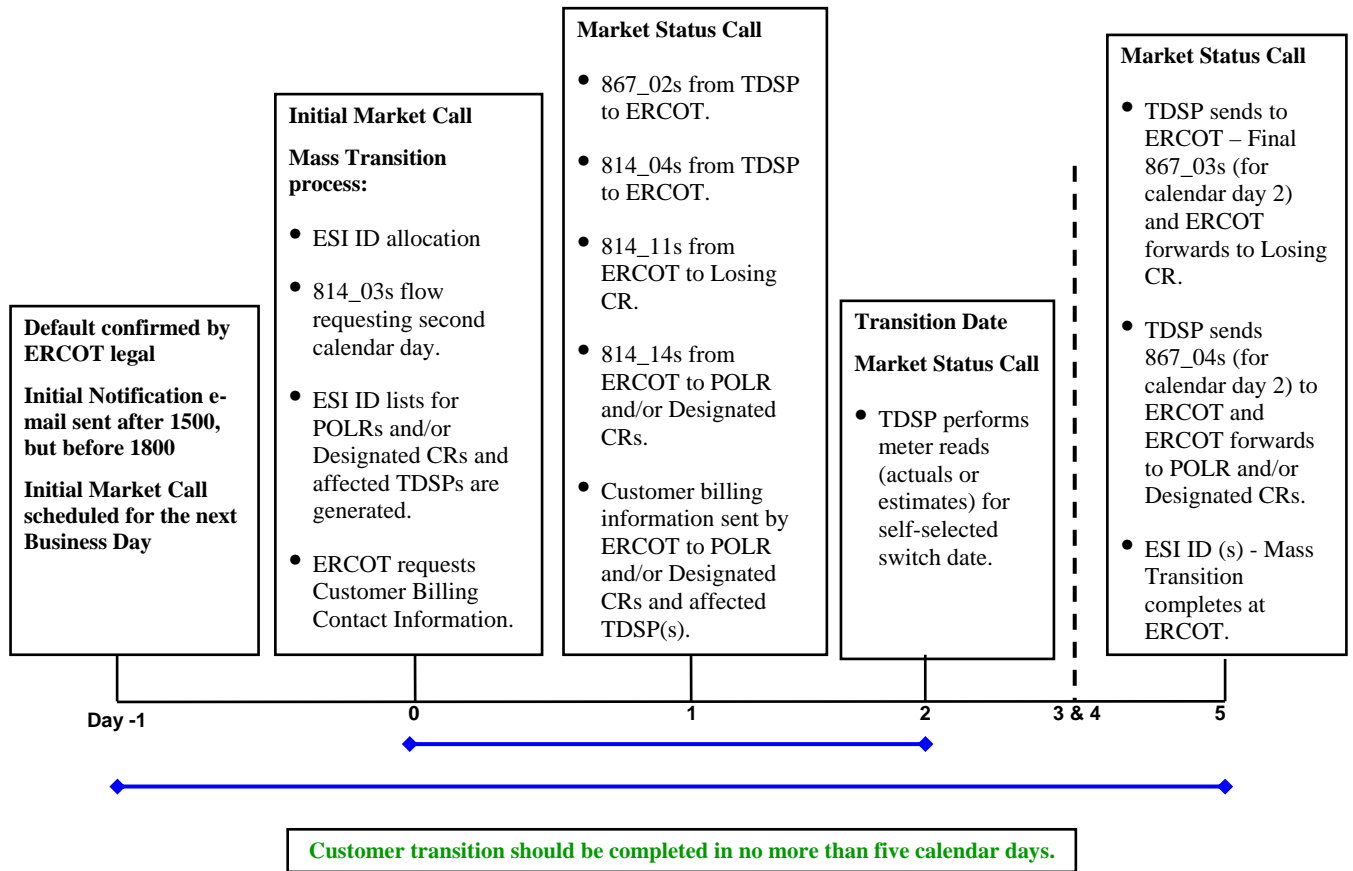 Default confirmed by
ERCOT legal
Initial Notification e-
mail sent after 1500,
but before 1800
Initial Market Call
scheduled for the next
Business Day
Initial Market Call
Mass Transition
process:
• ESI ID allocation
• 814_03s flow
requesting second
calendar day.
• ESI ID lists for
POLRs and/or
Designated CRs and
affected TDSPs are
generated.
• ERCOT requests
Customer Billing
Contact Information.
Market Status Call
• 867_02s from TDSP
to ERCOT.
• 814_04s from TDSP
to ERCOT.
• 814_11s from
ERCOT to Losing
CR.
• 814_14s from
ERCOT to POLR
and/or Designated
CRs.
• Customer billing
information sent by
ERCOT to POLR
and/or Designated
CRs and affected
TDSP(s).
Transition Date
Market Status Call
• TDSP performs
meter reads
(actuals or
estimates) for
self-selected
switch date.
Market Status Call
• TDSP sends to
ERCOT – Final
867_03s (for
calendar day 2)
and ERCOT
forwards to Losing
CR.
• TDSP sends
867_04s (for
calendar day 2) to
ERCOT and
ERCOT forwards
to POLR and/or
Designated CRs.
• ESI ID (s) - Mass
Transition
completes at
ERCOT.
Day -1 0 1 2 3 & 4 5
Customer transition should be completed in no more than five calendar days.